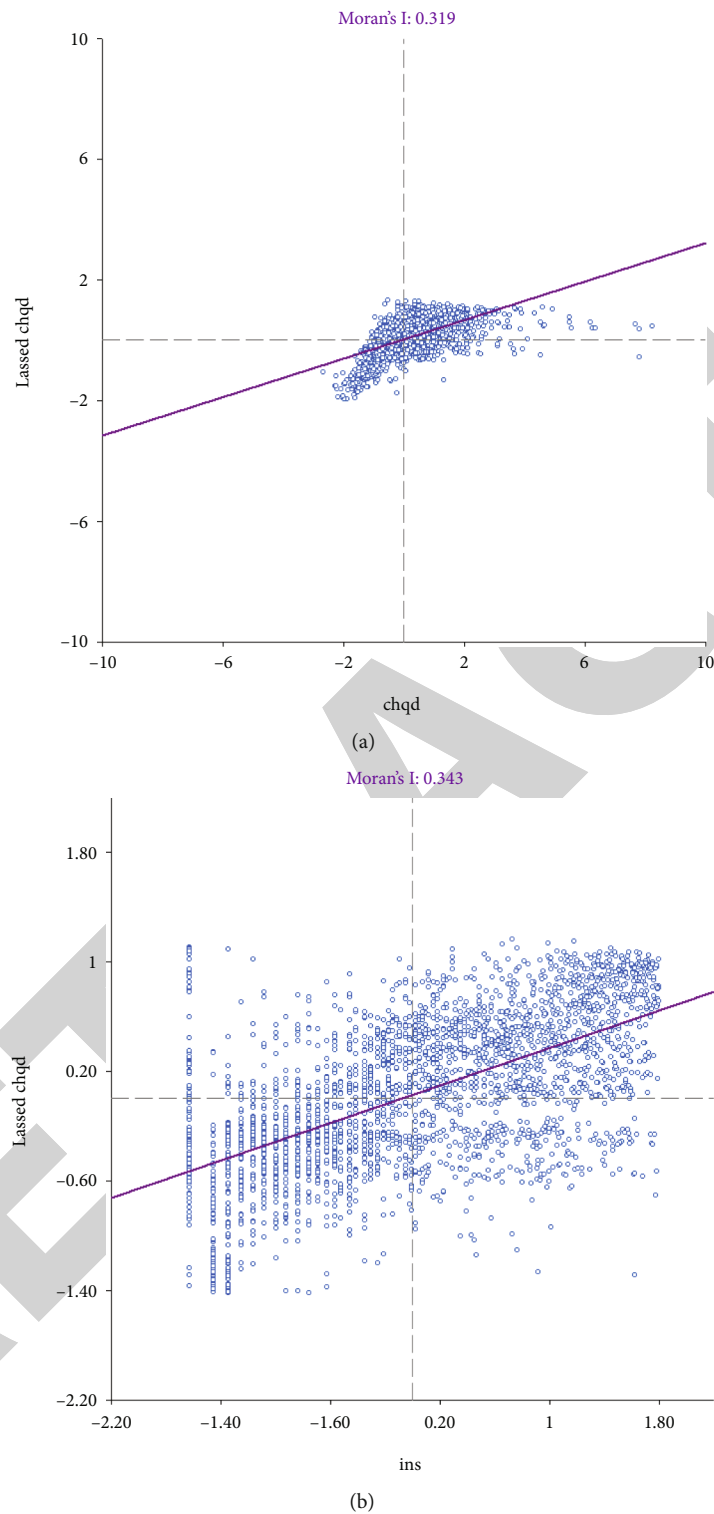 Moran's I: 0.319
10
6
2
−2
−6
−10
Lassed chqd
−10 −6 −2 2 6 10
chqd
(a)
Moran's I: 0.343
1.80
1
0.20
−0.60
−1.40
−2.20
Lassed chqd
−2.20 −1.40 −1.60 0.20 1 1.80
ins
(b)